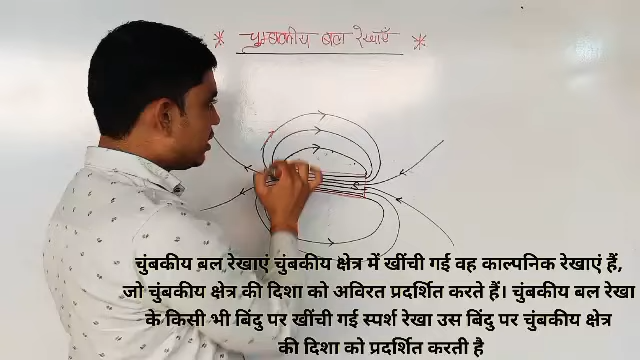 * चुम्बकीय बल रेखाएँ *
चुंबकीय बल रेखाएं चुंबकीय क्षेत्र में खींची गई वह काल्पनिक रेखाएं हैं,
जो चुंबकीय क्षेत्र की दिशा को अविरत प्रदर्शित करते हैं। चुंबकीय बल रेखा
के किसी भी बिंदु पर खींची गई स्पर्श रेखा उस बिंदु पर चुंबकीय क्षेत्र
की दिशा को प्रदर्शित करती है